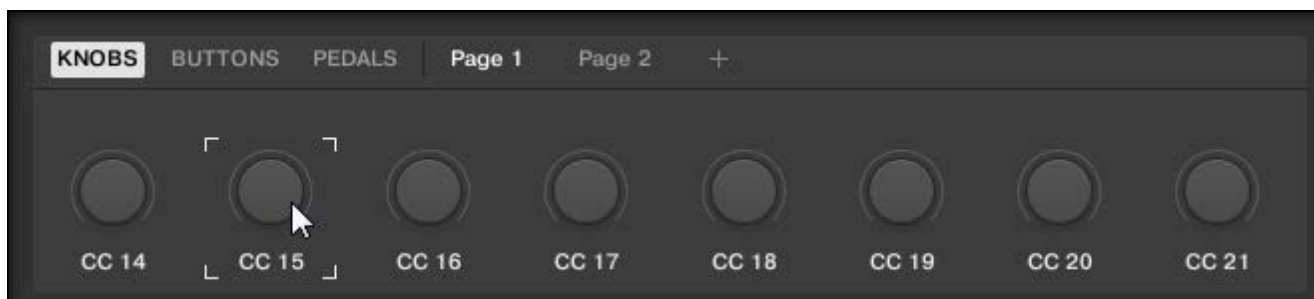 KNOBS BUTTONS PEDALS Page 1 Page 2 +
CC 14 CC 15 CC 16 CC 17 CC 18 CC 19 CC 20 CC 21